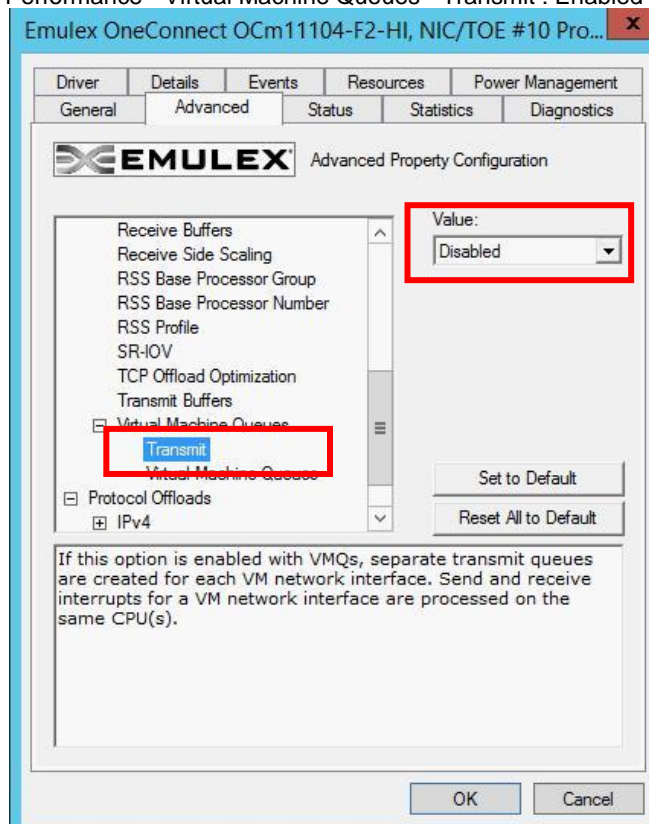 Performance - Virtual Machine Queues - Transmit : Enabled
Emulex OneConnect OCm11104-F2-HI, NIC/TOE #10 Pro... X
Driver Details Events Resources Power Management
General Advanced Status Statistics Diagnostics
EMULEX Advanced Property Configuration
Value:
Disabled
Receive Buffers
Receive Side Scaling
RSS Base Processor Group
RSS Base Processor Number
RSS Profile
SR-IOV
TCP Offload Optimization
Transmit Buffers
Virtual Machine Queues
Transmit
Virtual Machine Queues
Protocol Offloads
IPv4
Set to Default
Reset All to Default
If this option is enabled with VMQs, separate transmit queues
are created for each VM network interface. Send and receive
interrupts for a VM network interface are processed on the
same CPU(s).
OK Cancel